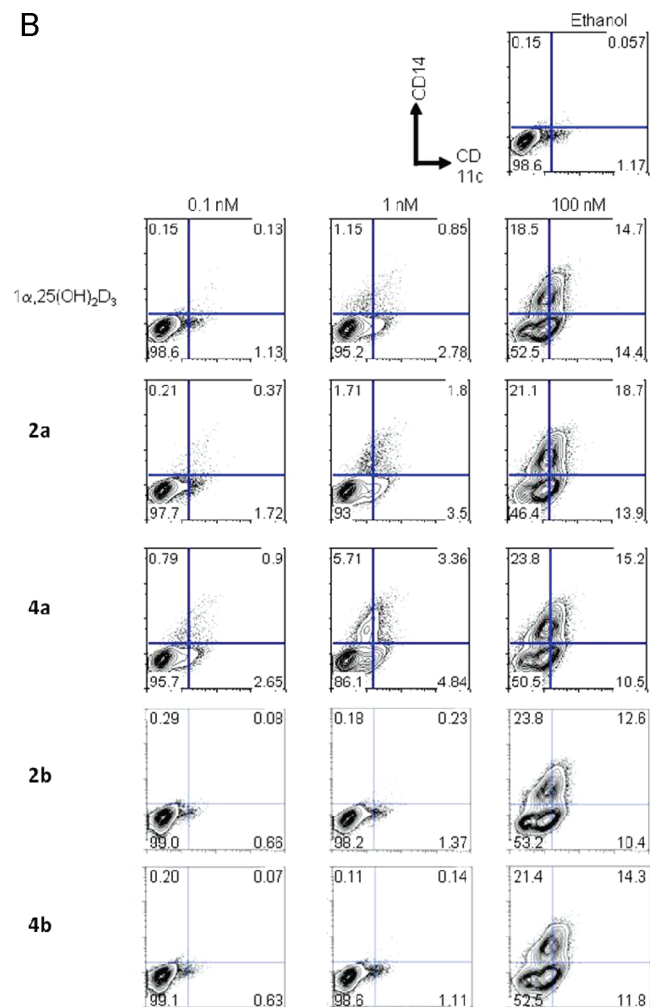 B
Ethanol
0.15 0.057
CD14
CD
11c
98.6 1.17
0.1 nM 1 nM 100 nM
0.15 0.13 1.15 0.85 18.5 14.7
1α,25(OH)₂D₃
98.6 1.13 95.2 2.78 52.5 14.4
0.21 0.37 1.71 1.8 21.1 18.7
2a
97.7 1.72 93 3.5 46.4 13.9
0.79 0.9 5.71 3.36 23.8 15.2
4a
95.7 2.65 86.1 4.84 50.5 10.5
0.29 0.08 0.18 0.23 23.8 12.6
2b
99.0 0.66 98.2 1.37 53.2 10.4
0.20 0.07 0.11 0.14 21.4 14.3
4b
99.1 0.63 98.6 1.11 52.5 11.8